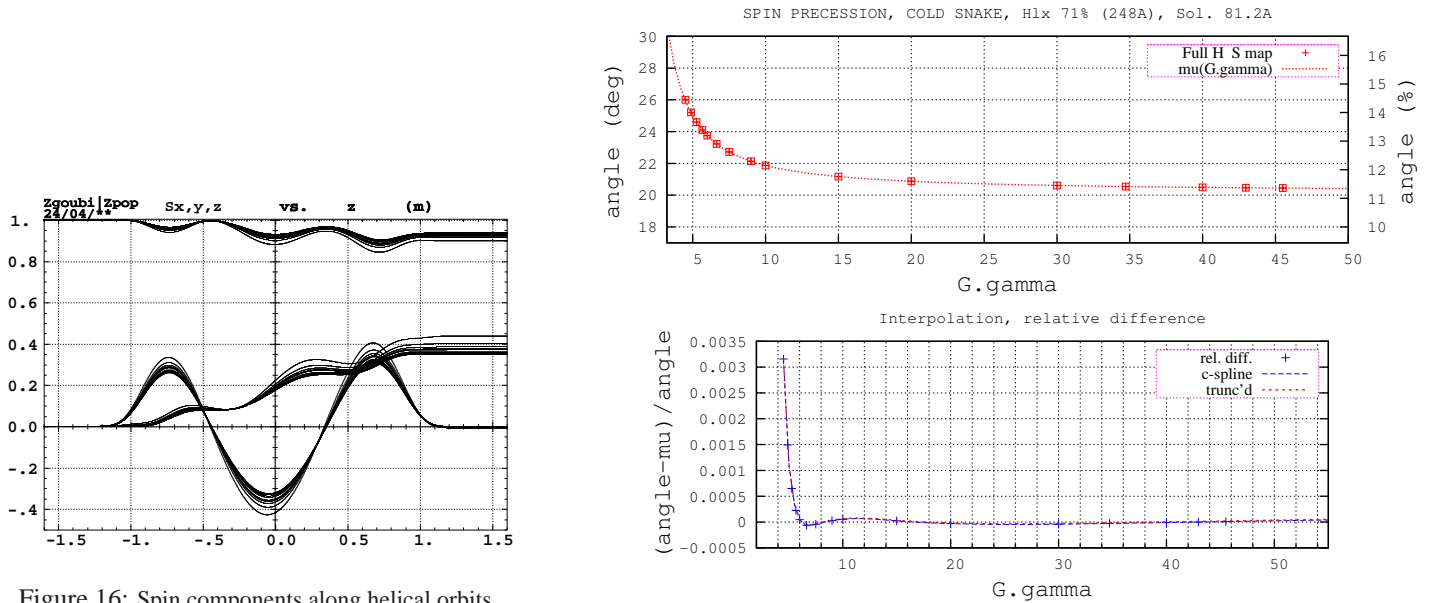 Zgoubi|Zpop
24/04/**
Sx,y,z vs. z (m)
1.
0.8
0.6
0.4
0.2
0.0
-.2
-.4
-1.5 -1. -.5 0.0 0.5 1. 1.5
Figure 16: Spin components along helical orbits
SPIN PRECESSION, COLD SNAKE, Hlx 71% (248A), Sol. 81.2A
angle (deg)
30
28
26
24
22
20
18
Full H S map
mu(G.gamma)
16
15
14
13
12
11
10
angle (%)
5 10 15 20 25 30 35 40 45 50
G.gamma
Interpolation, relative difference
(angle-mu)/angle
0.0035
0.003
0.0025
0.002
0.0015
0.001
0.0005
0
-0.0005
rel. diff.
c-spline
trunc'd
10 20 30 40 50
G.gamma